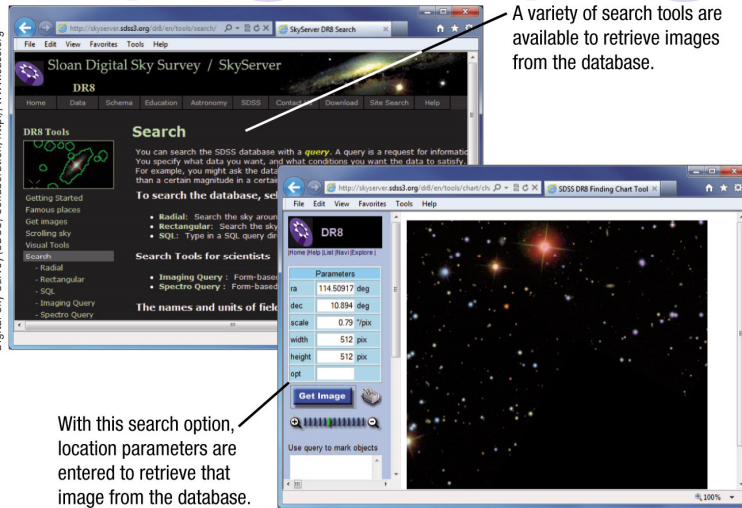 A variety of search tools are
available to retrieve images
from the database.
http://skyserver.sdss3.org/dr8/en/tools/search/
SkyServer DR8 Search
File Edit View Favorites Tools Help
Sloan Digital Sky Survey / SkyServer
DR8
Home Data Schema Education Astronomy SDSS Contact Us Download Site Search Help
DR8 Tools
Getting Started
Famous places
Get images
Scrolling sky
Visual Tools
Search
- Radial
- Rectangular
- SQL
- Imaging Query
- Spectro Query
Search
You can search the SDSS database with a query. A query is a request for informatio
You specify what data you want, and what conditions you want the data to satisfy.
For example, you might ask the data
than a certain magnitude in a certai
To search the database, sel
• Radial: Search the sky aroun
• Rectangular: Search the sky
• SQL: Type in a SQL query dir
Search Tools for scientists
• Imaging Query : Form-based
• Spectro Query : Form-based
The names and units of field
http://skyserver.sdss3.org/dr8/en/tools/chart/ch
SDSS DR8 Finding Chart Tool
File Edit View Favorites Tools Help
DR8
|Home |Help |List |Navi |Explore |
Parameters
ra 114.50917 deg
dec 10.894 deg
scale 0.79 "/pix
width 512 pix
height 512 pix
opt
Get Image
Use query to mark objects
100%
With this search option,
location parameters are
entered to retrieve that
image from the database.